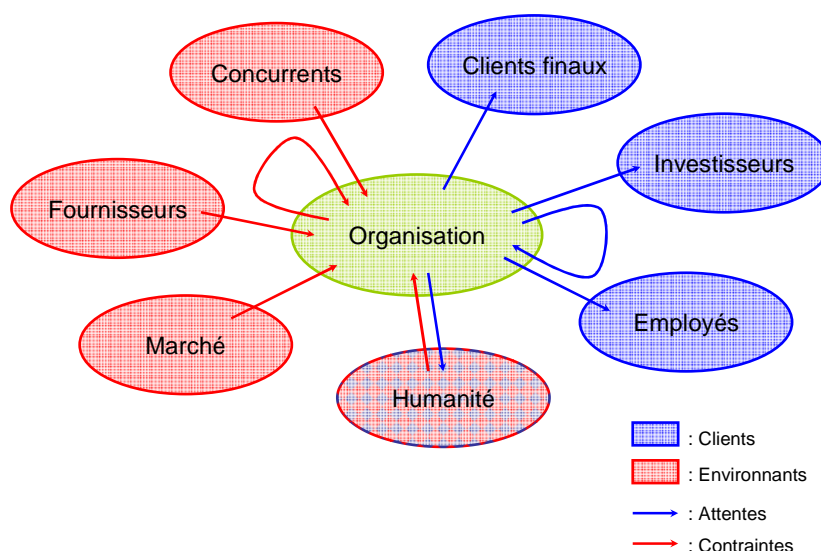 Concurrents
Clients finaux
Investisseurs
Fournisseurs
Organisation
Marché
Employés
Humanité
: Clients
: Environnants
: Attentes
: Contraintes